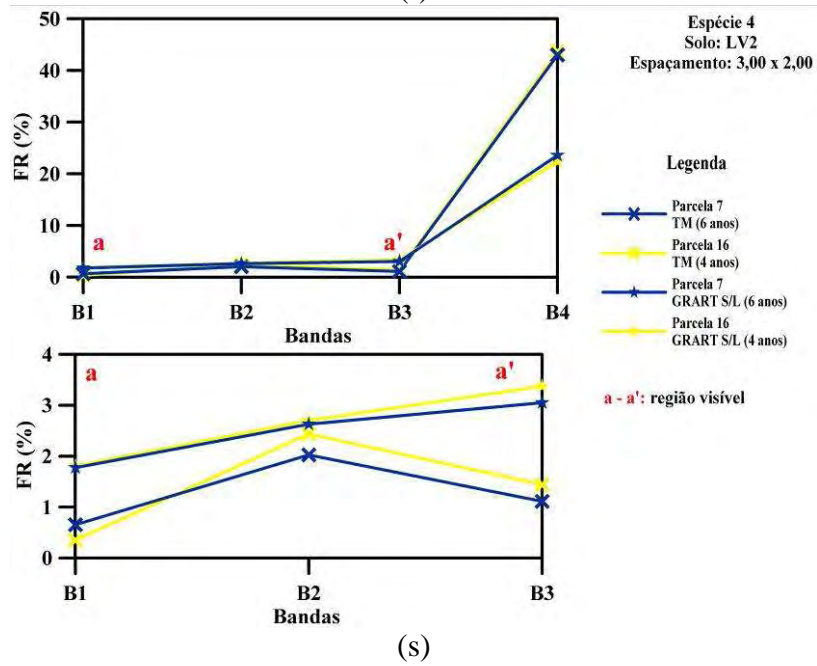 50
40
30
20
10
0
FR (%)
a
a'
B1
B2
B3
B4
Bandas
Espécie 4
Solo: LV2
Espaçamento: 3,00 x 2,00
Legenda
Parcela 7
TM (6 anos)
Parcela 16
TM (4 anos)
Parcela 7
GRART S/L (6 anos)
Parcela 16
GRART S/L (4 anos)
a - a': região visível
4
3
2
1
0
FR (%)
a
a'
B1
B2
B3
Bandas
(s)